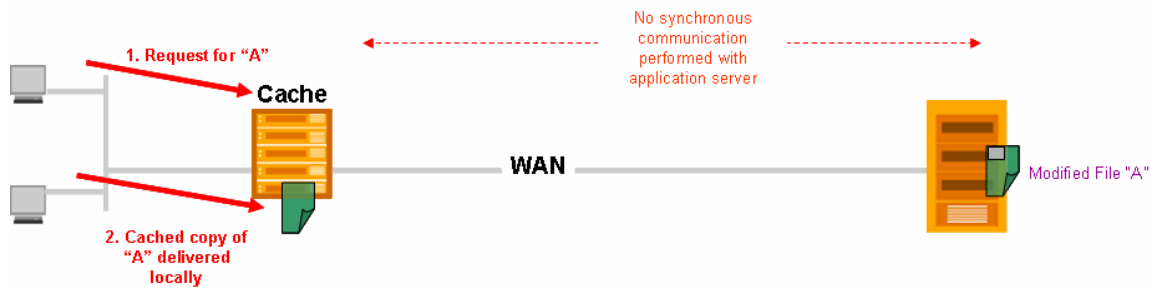 No synchronous
communication
performed with
application server
1. Request for “A”
Cache
WAN
Modified File "A"
2. Cached copy of
“A” delivered
locally